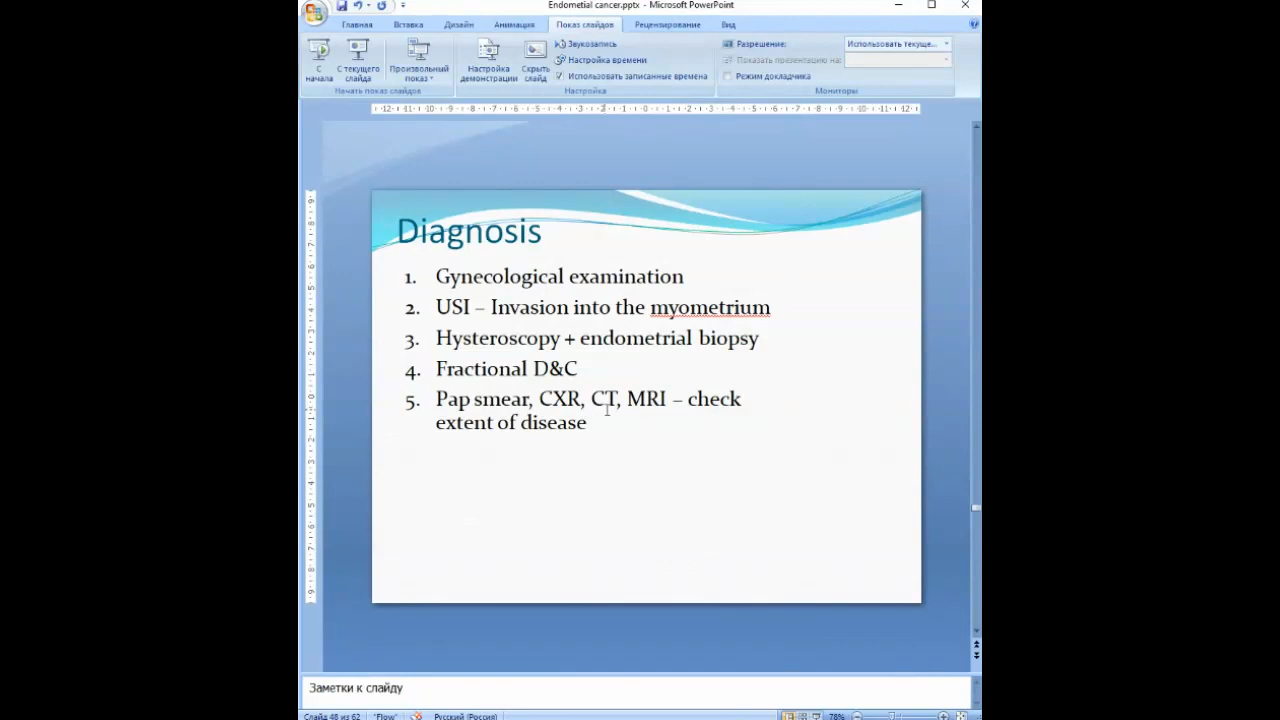 Endometial cancer.pptx - Microsoft PowerPoint
Главная Вставка Дизайн Анимация Показ слайдов Рецензирование Вид
С начала
С текущего слайда
Произвольный показ
Начать показ слайдов
Настройка демонстрации
Скрыть слайд
Звукозапись
Настройка времени
Использовать записанные времена
Настройка
Разрешение: Использовать текуще...
Показать презентацию на:
Режим докладчика
Мониторы
Diagnosis
1. Gynecological examination
2. USI – Invasion into the myometrium
3. Hysteroscopy + endometrial biopsy
4. Fractional D&C
5. Pap smear, CXR, CT, MRI – check
extent of disease
Заметки к слайду
Слайд 48 из 62 "Flow" Русский (Россия) 78%